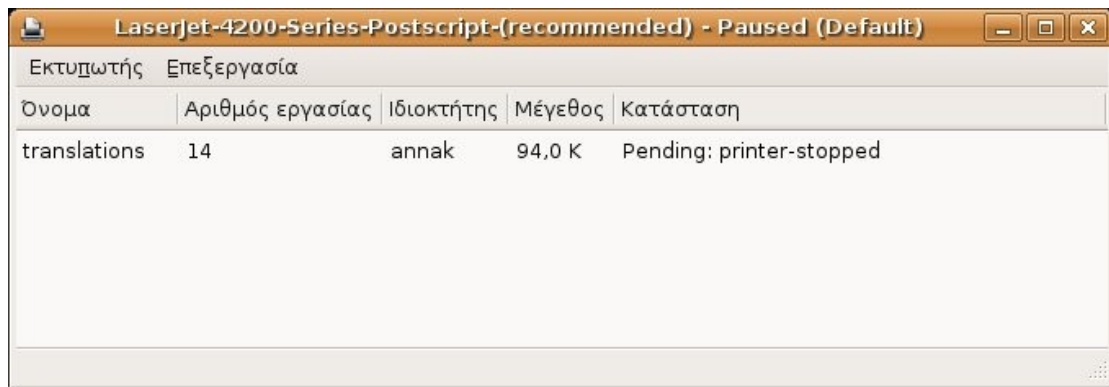 LaserJet-4200-Series-Postscript-(recommended) - Paused (Default)
Εκτυπωτής Επεξεργασία
Όνομα Αριθμός εργασίας Ιδιοκτήτης Μέγεθος Κατάσταση
translations 14 annak 94,0 K Pending: printer-stopped